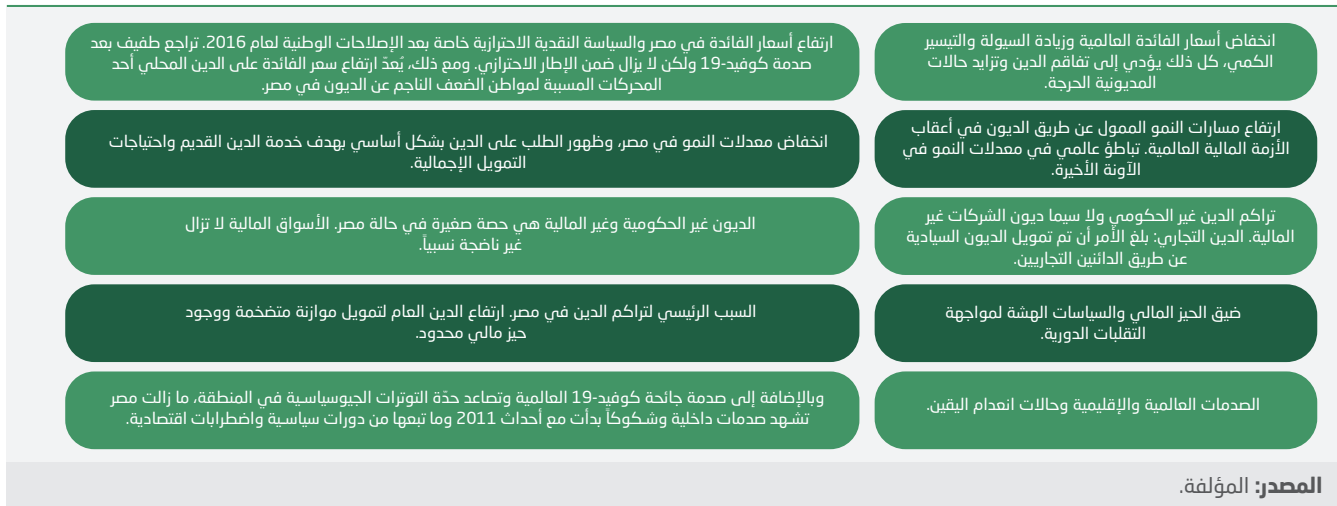 انخفاض أسعار الفائدة العالمية وزيادة السيولة والتيسير
الكمي، كل ذلك يؤدي إلى تفاقم الدين وتزايد حالات
المديونية الحرجة.
ارتفاع أسعار الفائدة في مصر والسياسة النقدية الاحترازية خاصة بعد الإصلاحات الوطنية لعام 2016. تراجع طفيف بعد
صدمة كوفيد-19 ولكن لا يزال ضمن الإطار الاحترازي. ومع ذلك، يُعدّ ارتفاع سعر الفائدة على الدين المحلي أحد
المحركات المسببة لمواطن الضعف الناجم عن الديون في مصر.
ارتفاع مسارات النمو الممول عن طريق الديون في أعقاب
الأزمة المالية العالمية. تباطؤ عالمي في معدلات النمو في
الآونة الأخيرة.
انخفاض معدلات النمو في مصر، وظهور الطلب على الدين بشكل أساسي بهدف خدمة الدين القديم واحتياجات
التمويل الإجمالية.
تراكم الدين غير الحكومي ولا سيما ديون الشركات غير
المالية. الدين التجاري: بلغ الأمر أن تم تمويل الديون السيادية
عن طريق الدائنين التجاريين.
الديون غير الحكومية وغير المالية هي حصة صغيرة في حالة مصر. الأسواق المالية لا تزال
غير ناضجة نسبياً.
ضيق الحيز المالي والسياسات الهشة لمواجهة
التقلبات الدورية.
السبب الرئيسي لتراكم الدين في مصر. ارتفاع الدين العام لتمويل موازنة متضخمة ووجود
حيز مالي محدود.
الصدمات العالمية والإقليمية وحالات انعدام اليقين.
وبالإضافة إلى صدمة جائحة كوفيد-19 العالمية وتصاعد حدّة التوترات الجيوسياسية في المنطقة، ما زالت مصر
تشهد صدمات داخلية وشكوكاً بدأت مع أحداث 2011 وما تبعها من دورات سياسية واضطرابات اقتصادية.
المصدر: المؤلفة.